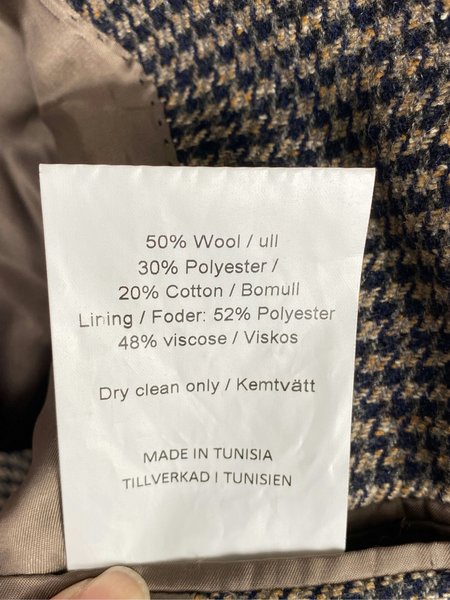 50% Wool / ull
30% Polyester /
20% Cotton / Bomull
Lining / Foder: 52% Polyester
48% viscose / Viskos
Dry clean only / Kemtvätt
MADE IN TUNISIA
TILLVERKAD I TUNISIEN